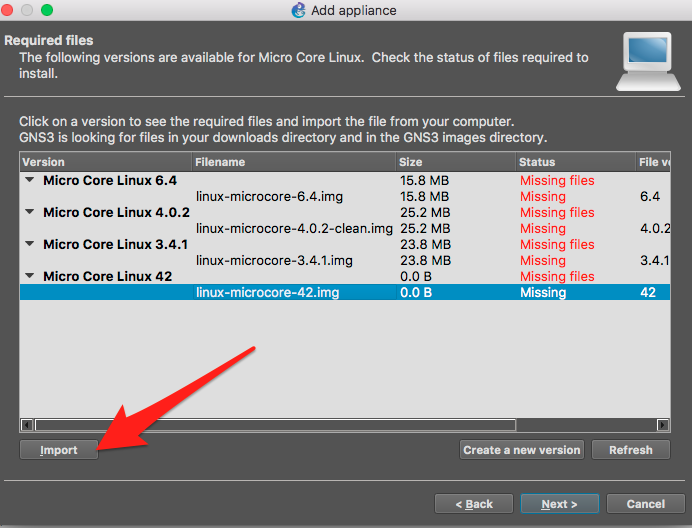 Add appliance
Required files
The following versions are available for Micro Core Linux. Check the status of files required to
install.
Click on a version to see the required files and import the file from your computer.
GNS3 is looking for files in your downloads directory and in the GNS3 images directory.
Version Filename Size Status File ve
Micro Core Linux 6.4 15.8 MB Missing files
linux-microcore-6.4.img 15.8 MB Missing 6.4
Micro Core Linux 4.0.2 25.2 MB Missing files
linux-microcore-4.0.2-clean.img 25.2 MB Missing 4.0.2
Micro Core Linux 3.4.1 23.8 MB Missing files
linux-microcore-3.4.1.img 23.8 MB Missing 3.4.1
Micro Core Linux 42 0.0 B Missing files
linux-microcore-42.img 0.0 B Missing 42
Import Create a new version Refresh
< Back Next > Cancel